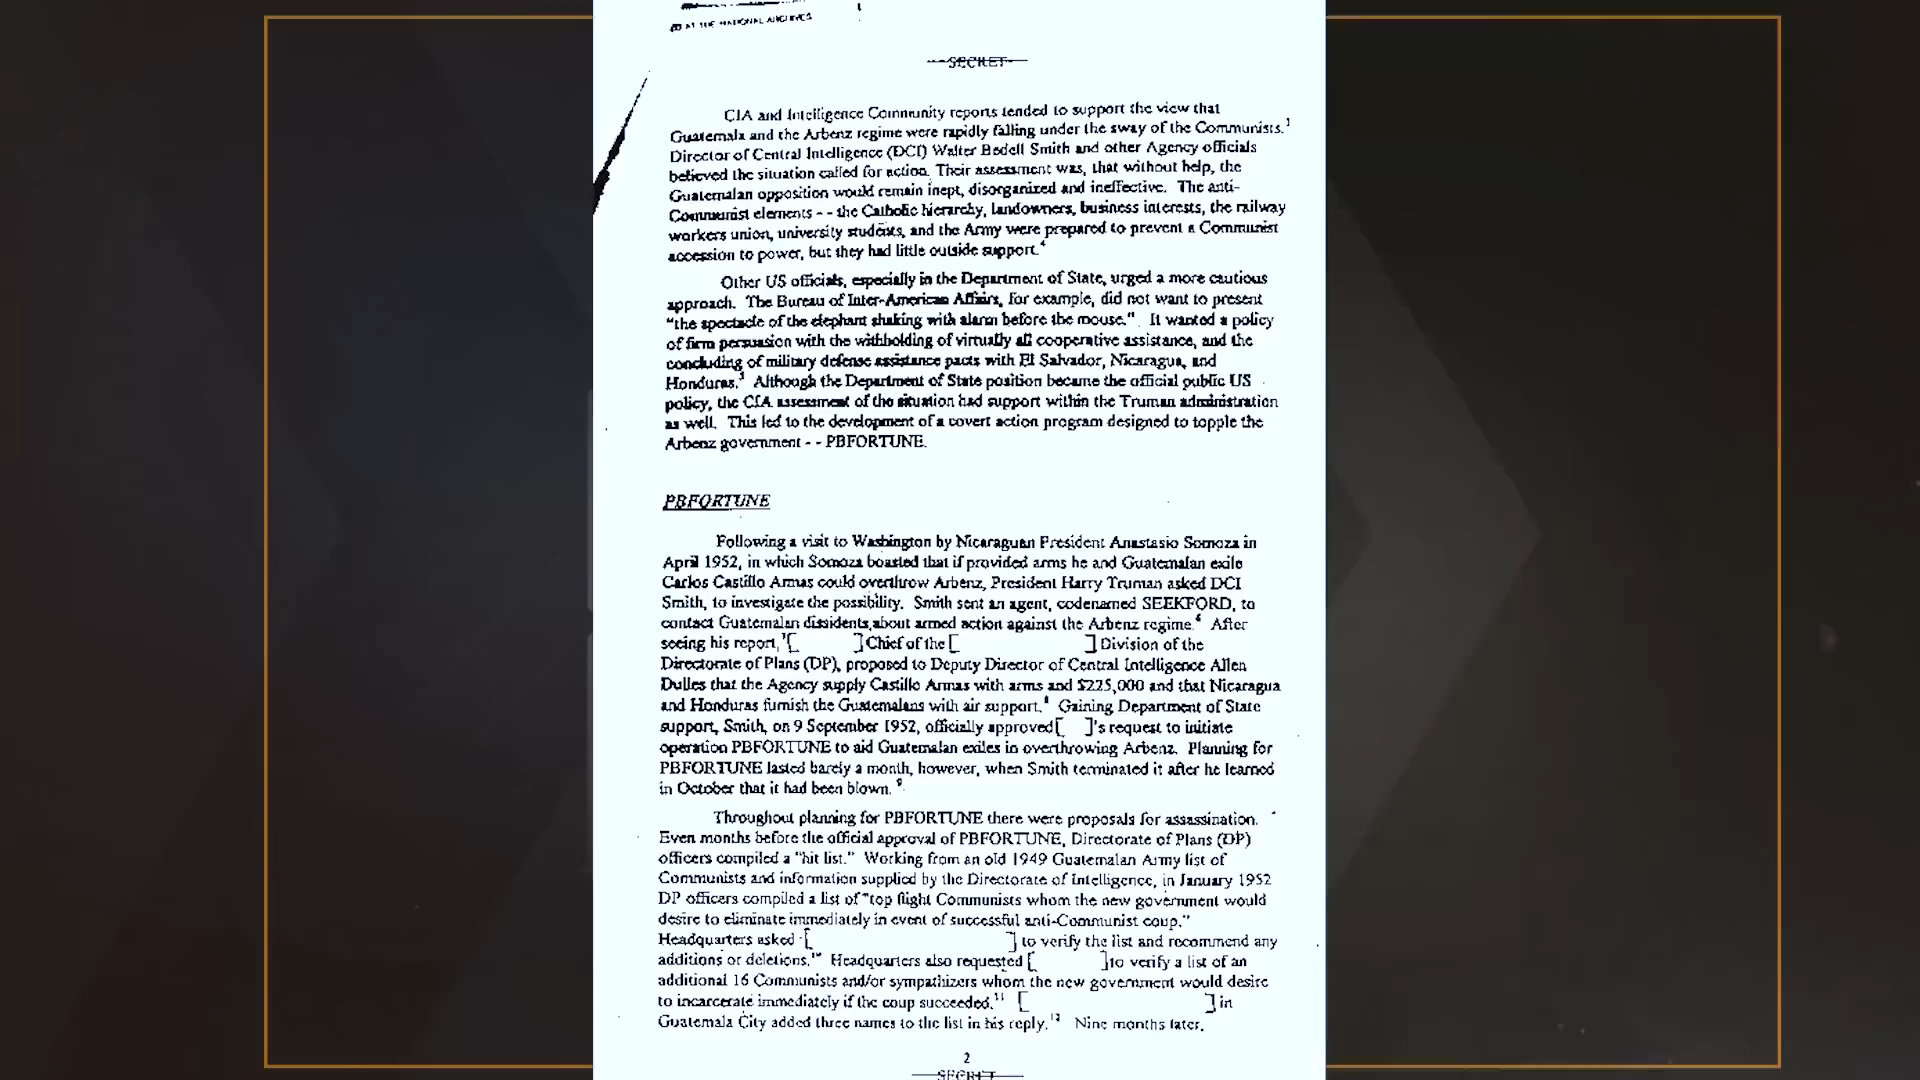 AT THE NATIONAL ARCHIVES
SECRET
CIA and Intelligence Community reports tended to support the view that
Guatemala and the Arbenz regime were rapidly falling under the sway of the Communists.³
Director of Central Intelligence (DCI) Walter Bedell Smith and other Agency officials
believed the situation called for action. Their assessment was, that without help, the
Guatemalan opposition would remain inept, disorganized and ineffective. The anti-
Communist elements - - the Catholic hierarchy, landowners, business interests, the railway
workers union, university students, and the Army were prepared to prevent a Communist
accession to power, but they had little outside support.⁴
Other US officials, especially in the Department of State, urged a more cautious
approach. The Bureau of Inter-American Affairs, for example, did not want to present
"the spectacle of the elephant shaking with alarm before the mouse." It wanted a policy
of firm persuasion with the withholding of virtually all cooperative assistance, and the
concluding of military defense assistance pacts with El Salvador, Nicaragua, and
Honduras.⁵ Although the Department of State position became the official public US
policy, the CIA assessment of the situation had support within the Truman administration
as well. This led to the development of a covert action program designed to topple the
Arbenz government - - PBFORTUNE.
PBFORTUNE
Following a visit to Washington by Nicaraguan President Anastasio Somoza in
April 1952, in which Somoza boasted that if provided arms he and Guatemalan exile
Carlos Castillo Armas could overthrow Arbenz, President Harry Truman asked DCI
Smith, to investigate the possibility. Smith sent an agent, codenamed SEEKFORD, to
contact Guatemalan dissidents about armed action against the Arbenz regime.⁶ After
seeing his report,⁷ [ ] Chief of the [ ] Division of the
Directorate of Plans (DP), proposed to Deputy Director of Central Intelligence Allen
Dulles that the Agency supply Castillo Armas with arms and $225,000 and that Nicaragua
and Honduras furnish the Guatemalans with air support.⁸ Gaining Department of State
support, Smith, on 9 September 1952, officially approved [ ]'s request to initiate
operation PBFORTUNE to aid Guatemalan exiles in overthrowing Arbenz. Planning for
PBFORTUNE lasted barely a month, however, when Smith terminated it after he learned
in October that it had been blown.⁹
Throughout planning for PBFORTUNE there were proposals for assassination.
Even months before the official approval of PBFORTUNE, Directorate of Plans (DP)
officers compiled a "hit list." Working from an old 1949 Guatemalan Army list of
Communists and information supplied by the Directorate of Intelligence, in January 1952
DP officers compiled a list of "top flight Communists whom the new government would
desire to eliminate immediately in event of successful anti-Communist coup."
Headquarters asked [ ] to verify the list and recommend any
additions or deletions.¹⁰ Headquarters also requested [ ] to verify a list of an
additional 16 Communists and/or sympathizers whom the new government would desire
to incarcerate immediately if the coup succeeded.¹¹ [ ] in
Guatemala City added three names to the list in his reply.¹² Nine months later,
2
SECRET